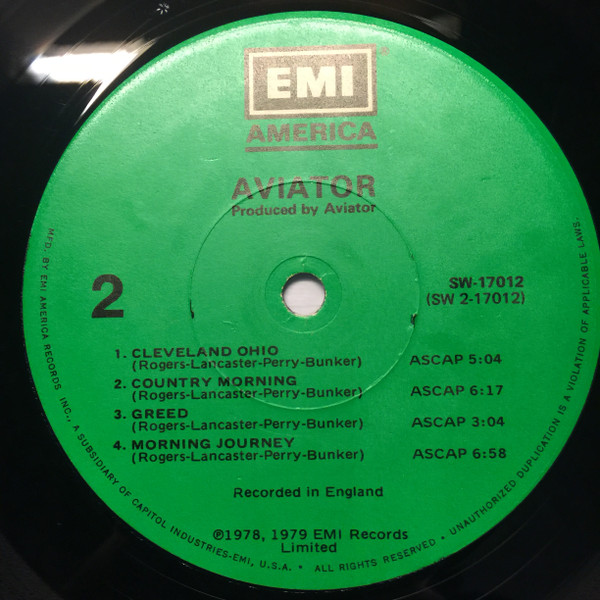 EMI®
AMERICA
AVIATOR
Produced by Aviator
2
SW-17012
(SW 2-17012)
1. CLEVELAND OHIO
(Rogers-Lancaster-Perry-Bunker) ASCAP 5:04
2. COUNTRY MORNING
(Rogers-Lancaster-Perry-Bunker) ASCAP 6:17
3. GREED
(Rogers-Lancaster-Perry-Bunker) ASCAP 3:04
4. MORNING JOURNEY
(Rogers-Lancaster-Perry-Bunker) ASCAP 6:58
Recorded in England
℗1978, 1979 EMI Records
Limited
MFD. BY EMI AMERICA RECORDS INC., A SUBSIDIARY OF CAPITOL INDUSTRIES-EMI, U.S.A. • ALL RIGHTS RESERVED • UNAUTHORIZED DUPLICATION IS A VIOLATION OF APPLICABLE LAWS.